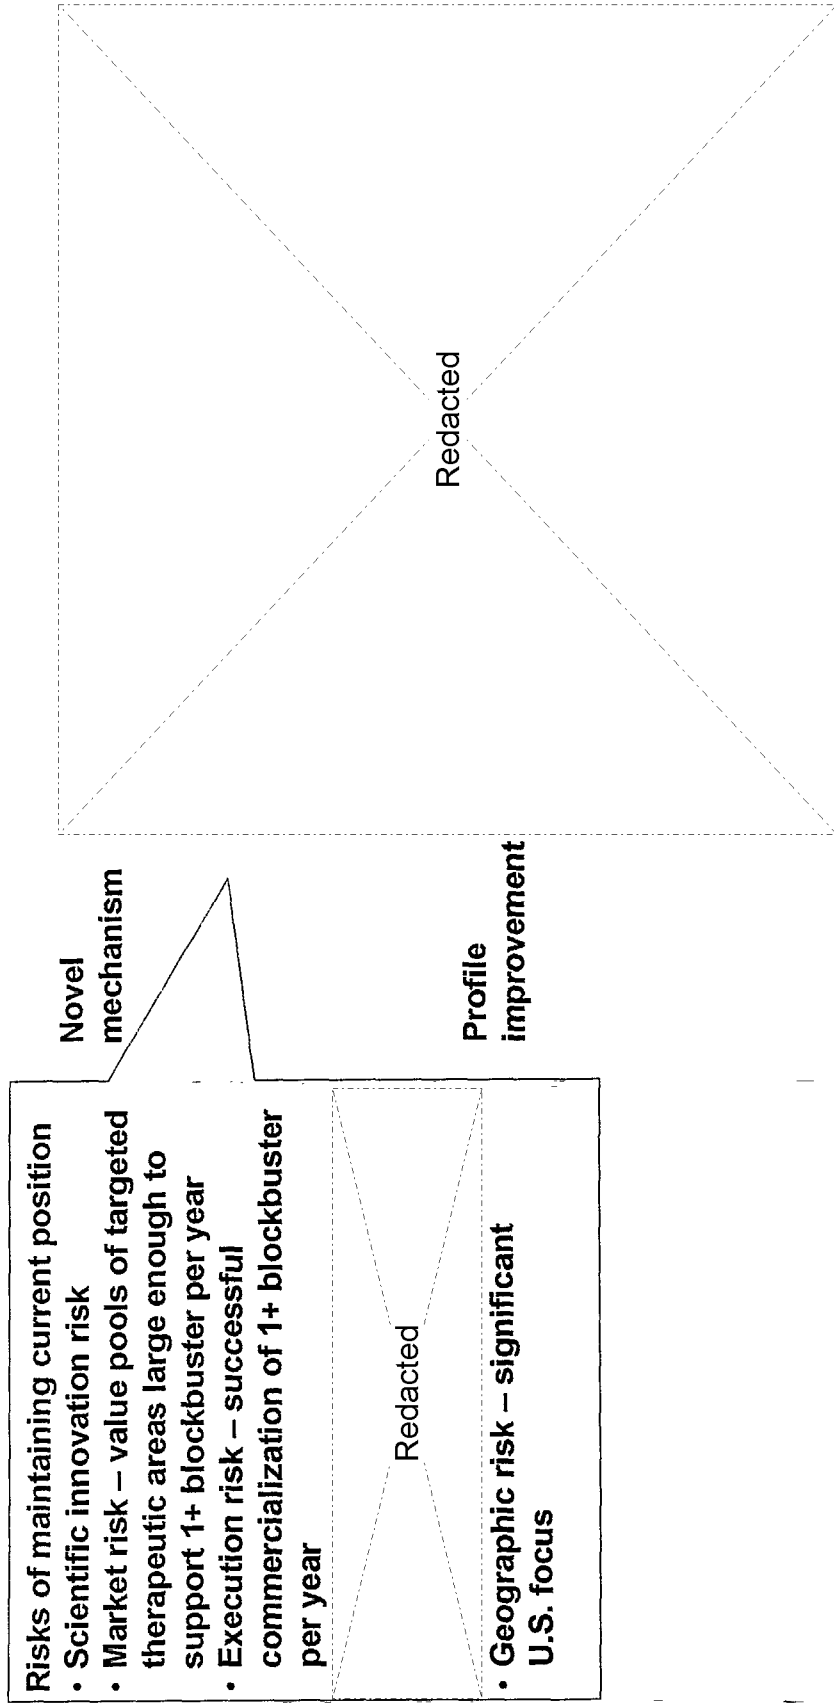 Risks of maintaining current position
• Scientific innovation risk
• Market risk – value pools of targeted
therapeutic areas large enough to
support 1+ blockbuster per year
• Execution risk – successful
commercialization of 1+ blockbuster
per year
Redacted
• Geographic risk – significant
U.S. focus
Novel
mechanism
Profile
improvement
Redacted